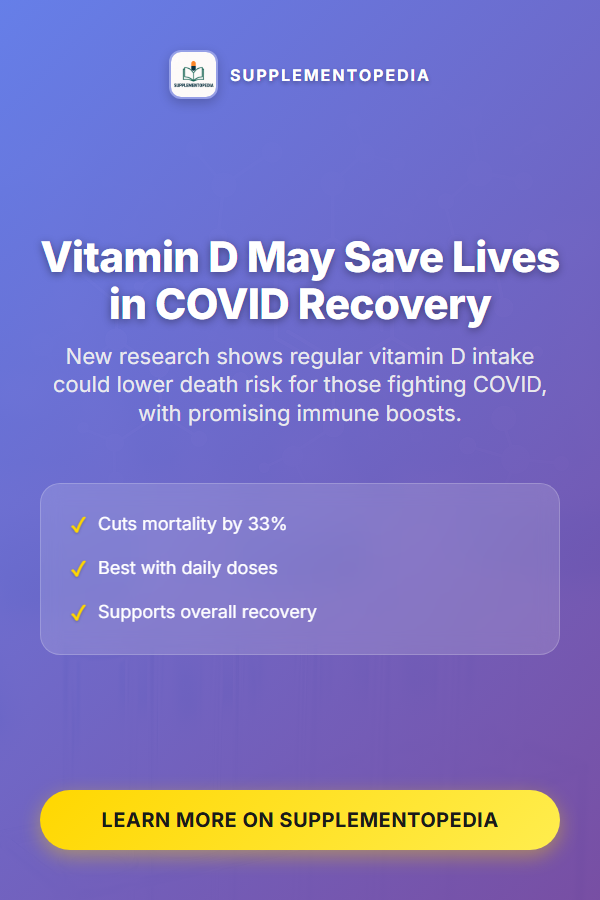 SUPPLEMENTOPEDIA
SUPPLEMENTOPEDIA
Vitamin D May Save Lives
in COVID Recovery
New research shows regular vitamin D intake
could lower death risk for those fighting COVID,
with promising immune boosts.
✓ Cuts mortality by 33%
✓ Best with daily doses
✓ Supports overall recovery
LEARN MORE ON SUPPLEMENTOPEDIA